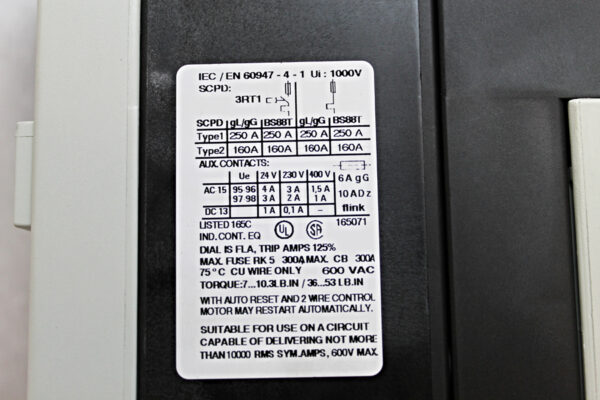 IEC / EN 60947 - 4 - 1 Ui : 1000V
SCPD:
3RT1
SCPD gL/gG BS88T gL/gG BS88T
Type1 250 A 250 A 250 A 250 A
Type2 160A 160A 160A 160A
AUX. CONTACTS:
Ue 24 V 230 V 400 V 6 A gG
AC 15 95 96 4 A 3 A 1,5 A 10 A Dz
97 98 3 A 2 A 1 A flink
DC 13 1 A 0,1 A – 165071
LISTED 165C
IND. CONT. EQ UL SA
DIAL IS FLA, TRIP AMPS 125%
MAX. FUSE RK 5 300A, MAX. CB 300A
75°C CU WIRE ONLY 600 VAC
TORQUE:7...10.3LB.IN / 36...53 LB.IN
WITH AUTO RESET AND 2 WIRE CONTROL
MOTOR MAY RESTART AUTOMATICALLY.
SUITABLE FOR USE ON A CIRCUIT
CAPABLE OF DELIVERING NOT MORE
THAN 10000 RMS SYM. AMPS, 600V MAX.